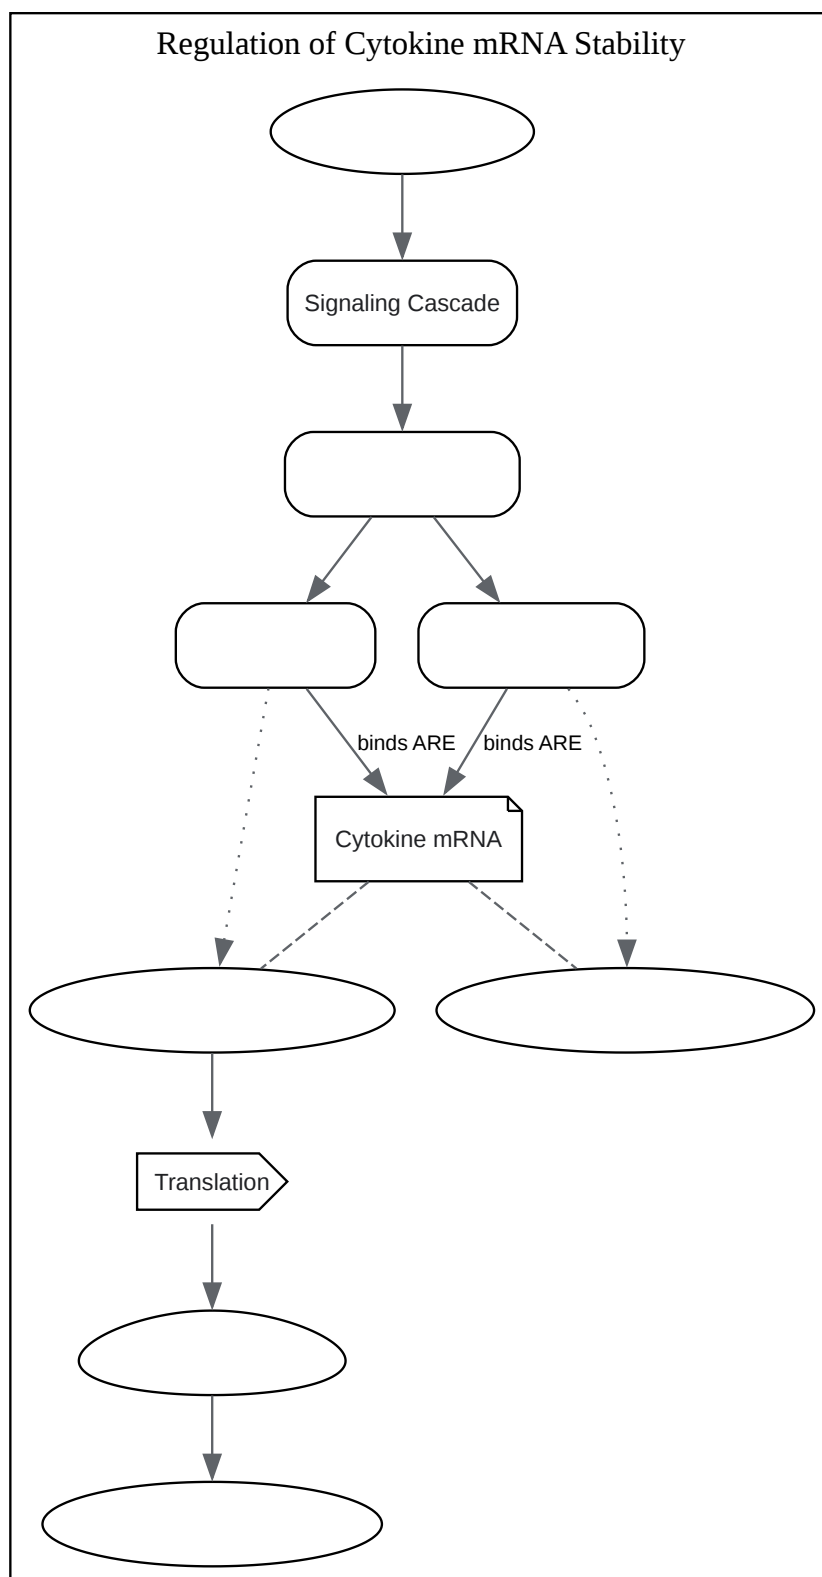 Regulation of Cytokine mRNA Stability
Signaling Cascade
binds ARE
binds ARE
Cytokine mRNA
Translation